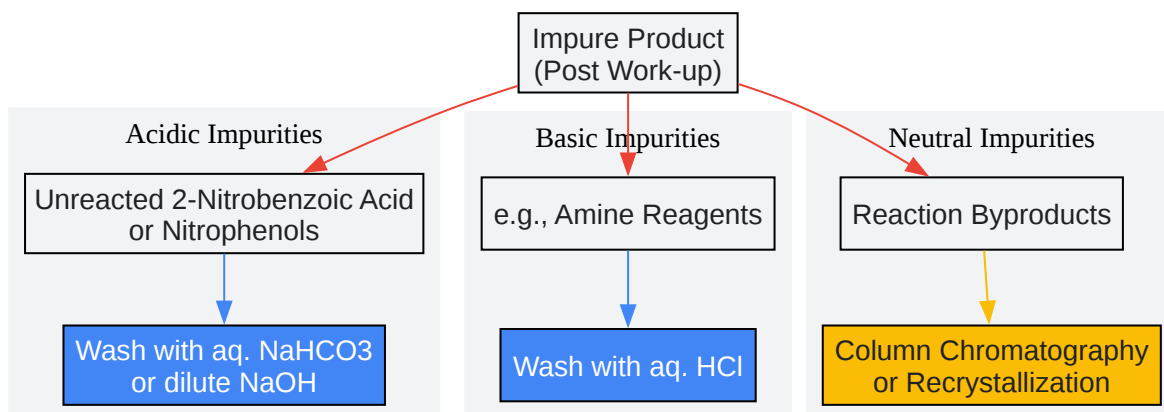 Impure Product
(Post Work-up)
Acidic Impurities
Basic Impurities
Neutral Impurities
Unreacted 2-Nitrobenzoic Acid
or Nitrophenols
e.g., Amine Reagents
Reaction Byproducts
Wash with aq. NaHCO3
or dilute NaOH
Wash with aq. HCl
Column Chromatography
or Recrystallization